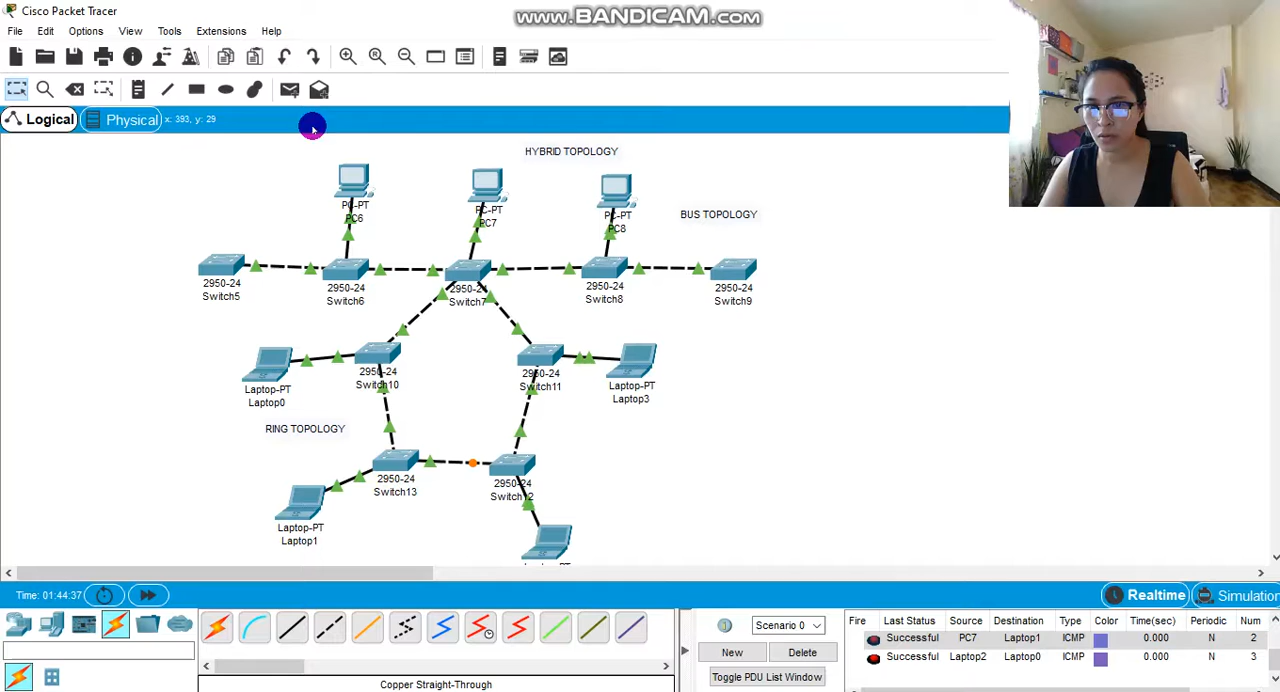 Cisco Packet Tracer
www.BANDICAM.com
File Edit Options View Tools Extensions Help
Logical Physical x: 393, y: 29
HYBRID TOPOLOGY
PC-PT
PC6
PC-PT
PC7
PC-PT
PC8
BUS TOPOLOGY
2950-24
Switch5
2950-24
Switch6
2950-24
Switch7
2950-24
Switch8
2950-24
Switch9
Laptop-PT
Laptop0
2950-24
Switch10
2950-24
Switch11
Laptop-PT
Laptop3
RING TOPOLOGY
2950-24
Switch13
2950-24
Switch12
Laptop-PT
Laptop1
Time: 01:44:37
Realtime
Simulation
Scenario 0
New Delete
Toggle PDU List Window
Fire Last Status Source Destination Type Color Time(sec) Periodic Num
Successful PC7 Laptop1 ICMP 0.000 N 2
Successful Laptop2 Laptop0 ICMP 0.000 N 3
Copper Straight-Through